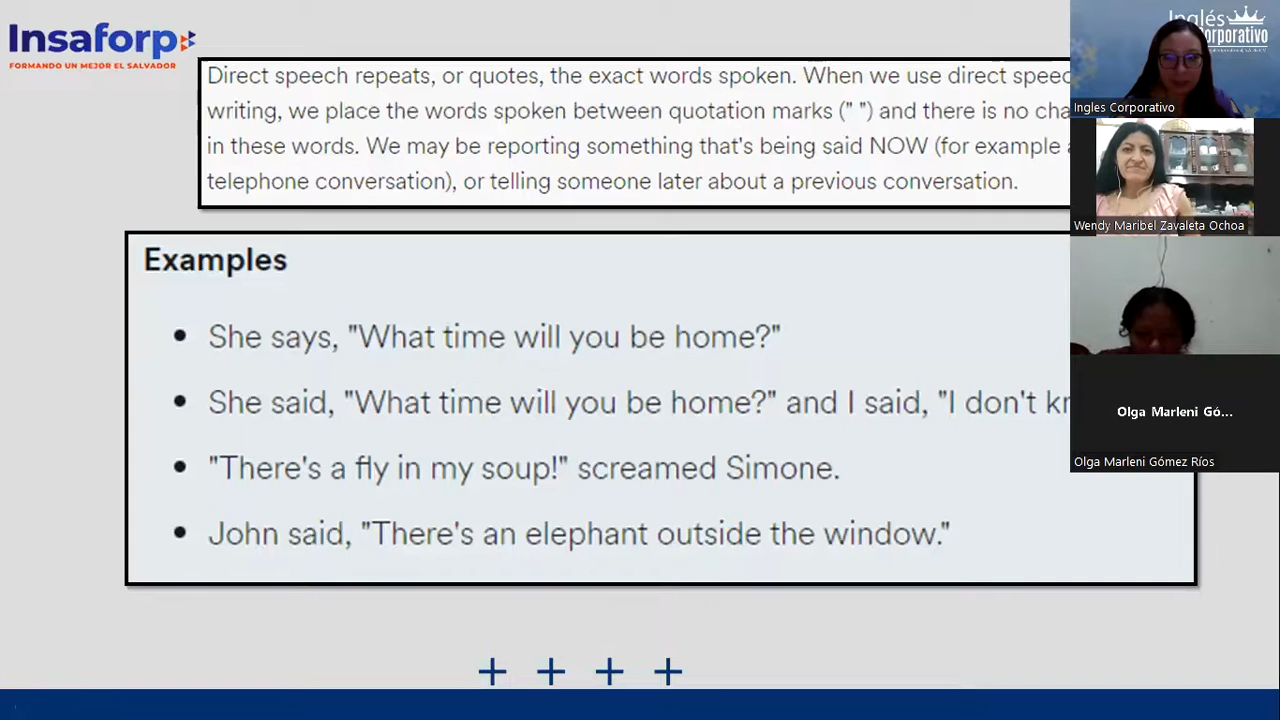 Insaforp
FORMANDO UN MEJOR EL SALVADOR
Direct speech repeats, or quotes, the exact words spoken. When we use direct speec
writing, we place the words spoken between quotation marks (" ") and there is no cha
in these words. We may be reporting something that's being said NOW (for example a
telephone conversation), or telling someone later about a previous conversation.
Examples
• She says, "What time will you be home?"
• She said, "What time will you be home?" and I said, "I don't kr
• "There's a fly in my soup!" screamed Simone.
• John said, "There's an elephant outside the window."
Inglés
corporativo
Ingles Corporativo
Wendy Maribel Zavaleta Ochoa
Olga Marleni Gó...
Olga Marleni Gómez Ríos